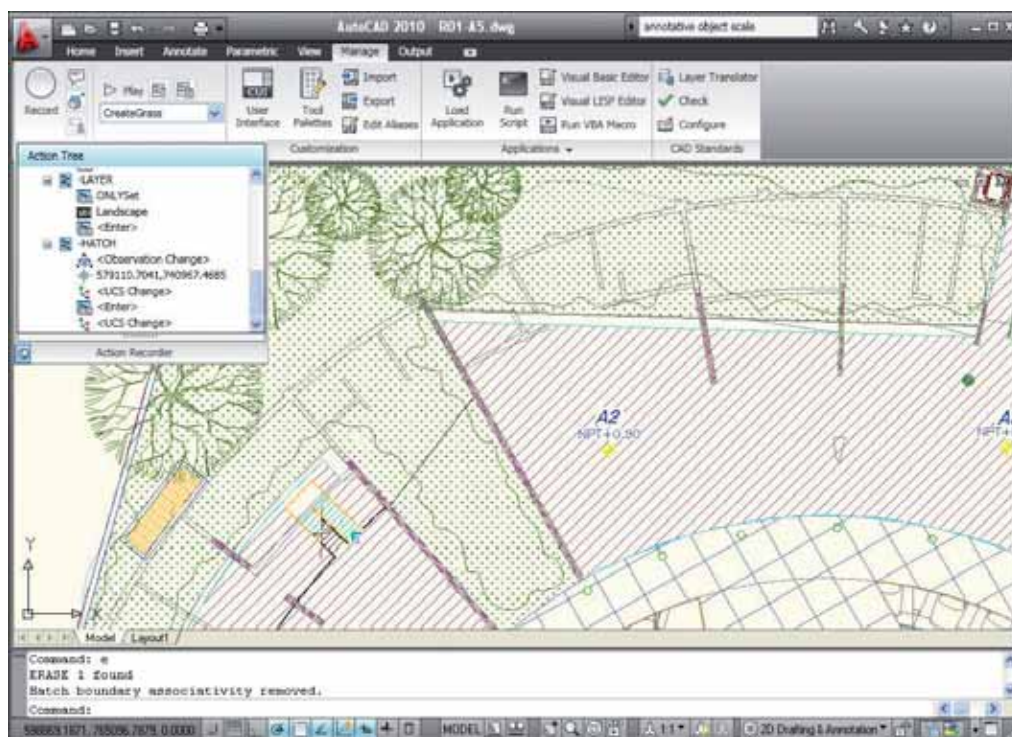 AutoCAD 2010 R01-A5.dwg
annotative object scale
Home Insert Annotate Parametric View Manage Output
Record
Play
CreateGrass
CUI
User Interface
Tool Palettes
Import
Export
Edit Aliases
Customization
Load Application
Run Script
Visual Basic Editor
Visual LISP Editor
Run VBA Macro
Applications
Layer Translator
Check
Configure
CAD Standards
Action Tree
-LAYER
ONLYSet
Landscape
<Enter>
-HATCH
<Observation Change>
579110.7041,740967.4685
<UCS Change>
<Enter>
<UCS Change>
Action Recorder
A2
NPT+0.90
Y
X
Model Layout1
Command: e
ERASE 1 found
Hatch boundary associativity removed.
Command:
MODEL
1:1
2D Drafting & Annotation